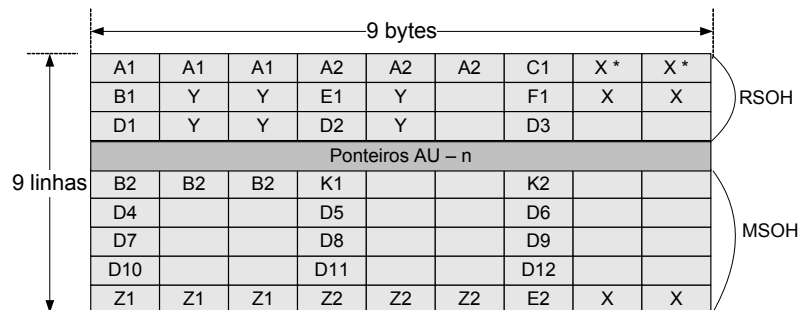 9 bytes
A1 A1 A1 A2 A2 A2 C1 X * X *
B1 Y Y E1 Y F1 X X
RSOH
D1 Y Y D2 Y D3
Ponteiros AU – n
9 linhas
B2 B2 B2 K1 K2
D4 D5 D6
D7 D8 D9
MSOH
D10 D11 D12
Z1 Z1 Z1 Z2 Z2 Z2 E2 X X